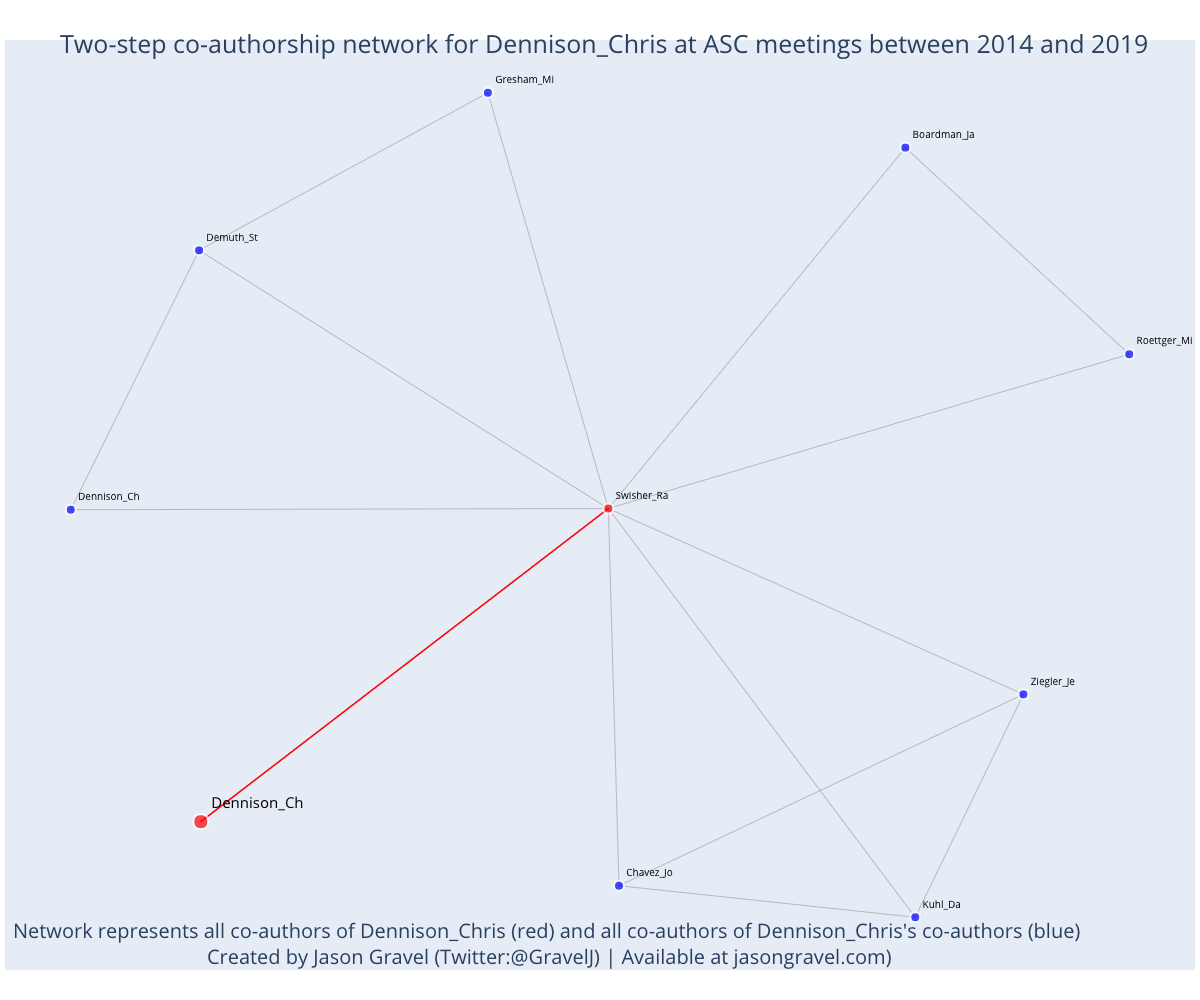 Two-step co-authorship network for Dennison_Chris at ASC meetings between 2014 and 2019
Gresham_Mi
Boardman_Ja
Demuth_St
Roettger_Mi
Dennison_Ch
Swisher_Ra
Ziegler_Je
Dennison_Ch
Chavez_Jo
Kuhl_Da
Network represents all co-authors of Dennison_Chris (red) and all co-authors of Dennison_Chris's co-authors (blue)
Created by Jason Gravel (Twitter:@GravelJ) | Available at jasongravel.com)